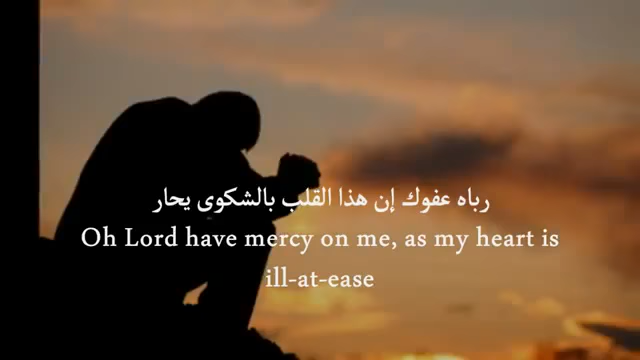 رباه عفوك إن هذا القلب بالشكوى يحار
Oh Lord have mercy on me, as my heart is
ill-at-ease